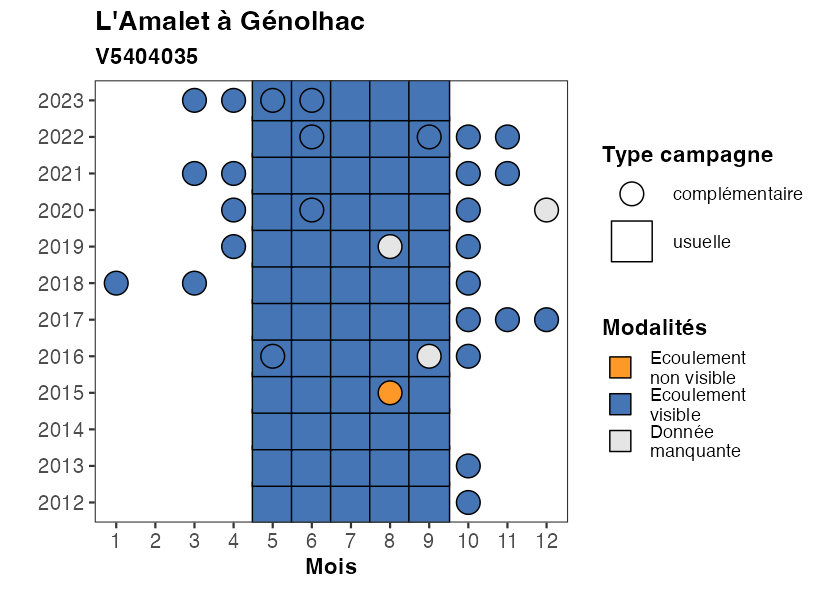 L'Amalet à Génolhac
V5404035
2023
2022
2021
2020
2019
2018
2017
2016
2015
2014
2013
2012
1 2 3 4 5 6 7 8 9 10 11 12
Mois
Type campagne
complémentaire
usuelle
Modalités
Ecoulement
non visible
Ecoulement
visible
Donnée
manquante